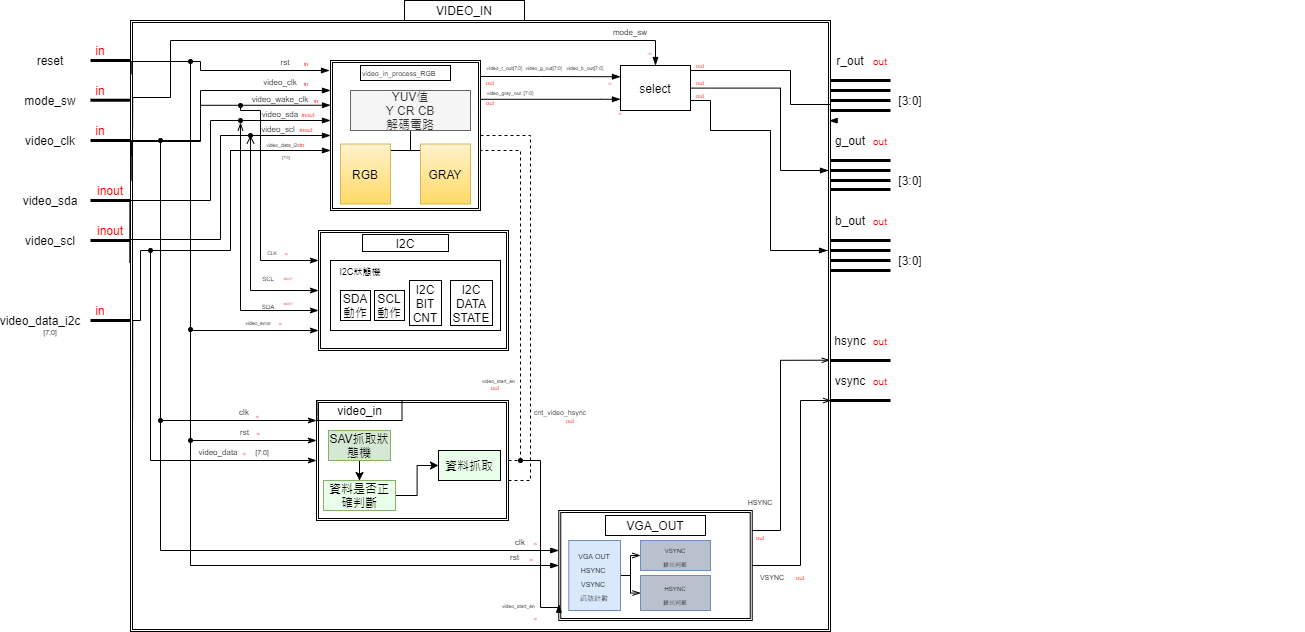 VIDEO_IN
mode_sw
reset
in
mode_sw
in
video_clk
in
video_sda
inout
video_scl
inout
video_data_i2c
[7:0]
in
rst in
video_clk in
video_wake_clk in
video_sda inout
video_scl inout
video_data_i2c in
[7:0]
video_in_process_RGB
YUV值
Y CR CB
解碼電路
RGB
GRAY
video_r_out[7:0] video_g_out[7:0] video_b_out[7:0]
out
video_gray_out [7:0]
out
select
out
out
out
r_out out
[3:0]
g_out out
[3:0]
b_out out
[3:0]
hsync out
vsync out
I2C
I2C狀態機
SDA
動作
SCL
動作
I2C
BIT
CNT
I2C
DATA
STATE
CLK in
SCL inout
SDA inout
video_error in
video_start_en
out
cnt_video_hsync
out
video_in
SAV抓取狀
態機
資料是否正
確判斷
資料抓取
clk in
rst in
video_data in [7:0]
VGA_OUT
VGA OUT
HSYNC
VSYNC
訊號計數
VSYNC
輸出判斷
HSYNC
輸出判斷
clk in
rst in
video_start_en
in
HSYNC
out
VSYNC out